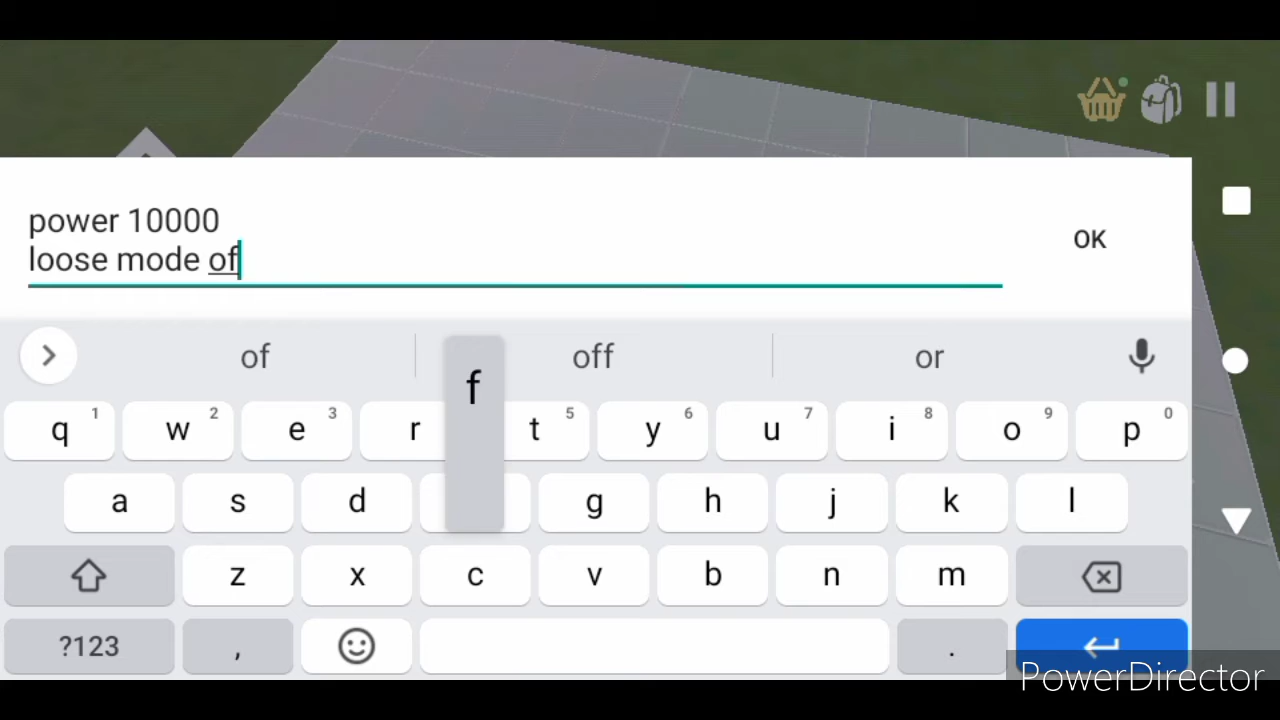 power 10000
loose mode of
OK
of off or
f
q 1 w 2 e 3 r t 5 y 6 u 7 i 8 o 9 p 0
a s d g h j k l
z x c v b n m
?123 , .
PowerDirector